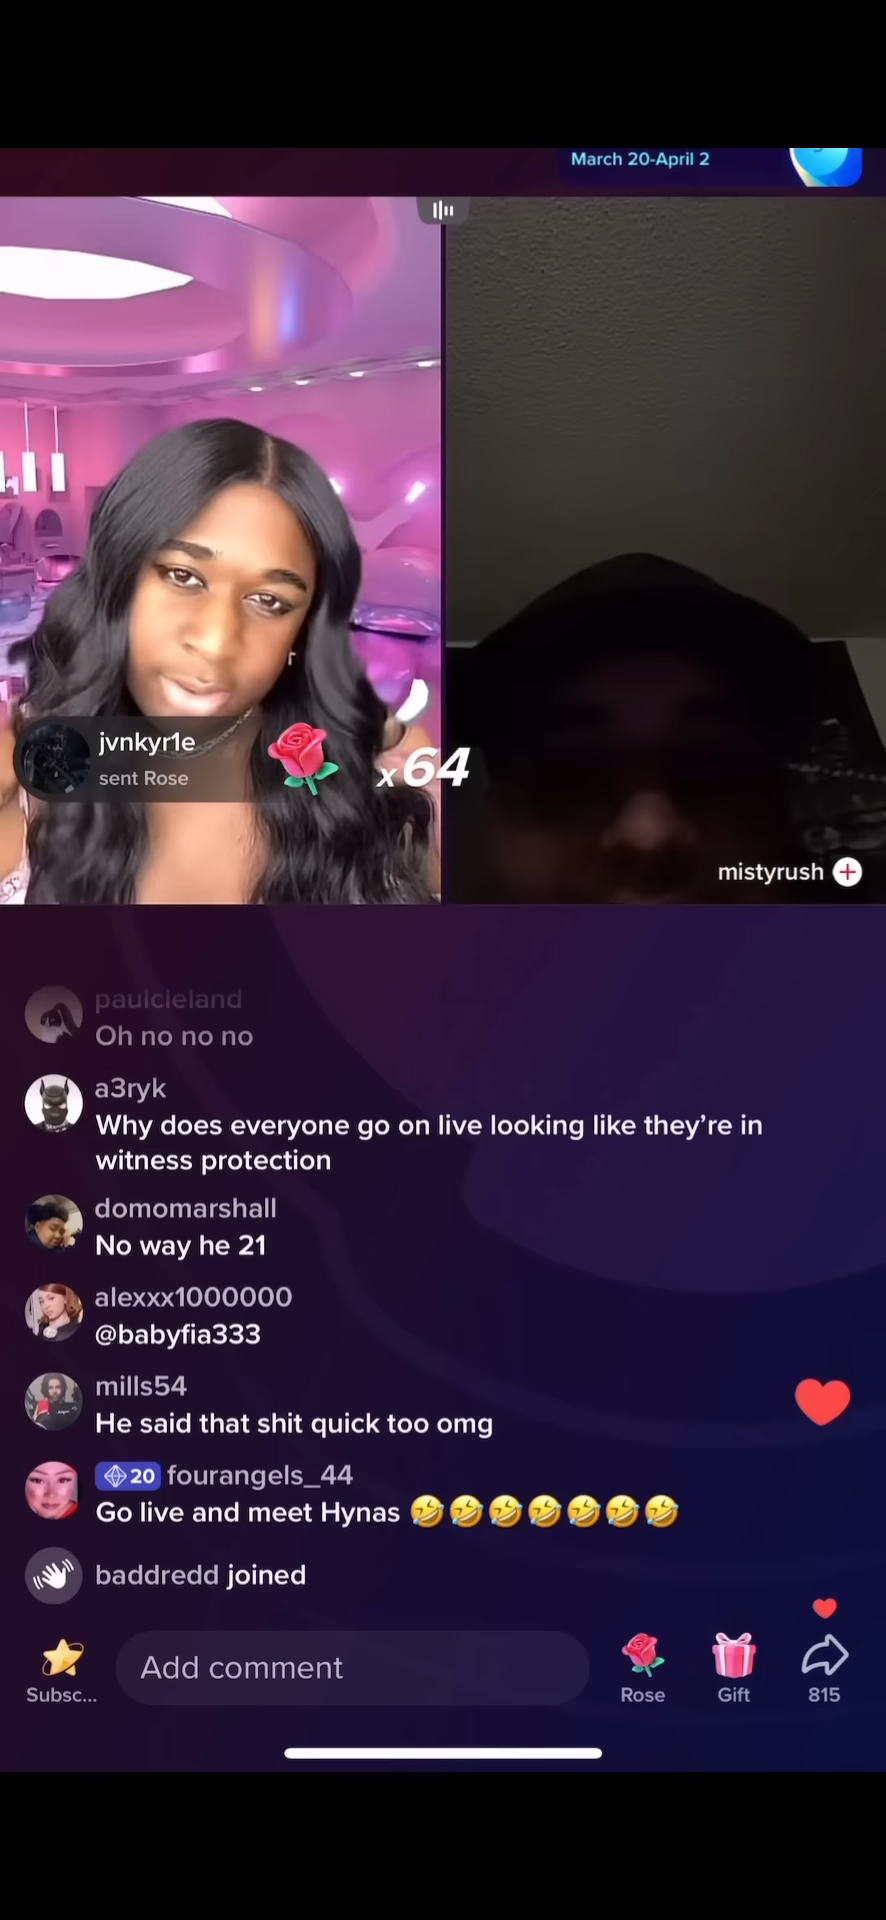 March 20-April 2
jvnkyr1e
sent Rose
x64
mistyrush
paulcleland
Oh no no no
a3ryk
Why does everyone go on live looking like they’re in
witness protection
domomarshall
No way he 21
alexxx1000000
@babyfia333
mills54
He said that shit quick too omg
20 fourangels_44
Go live and meet Hynas 🤣🤣🤣🤣🤣🤣🤣
baddredd joined
Subsc...
Add comment
Rose
Gift
815